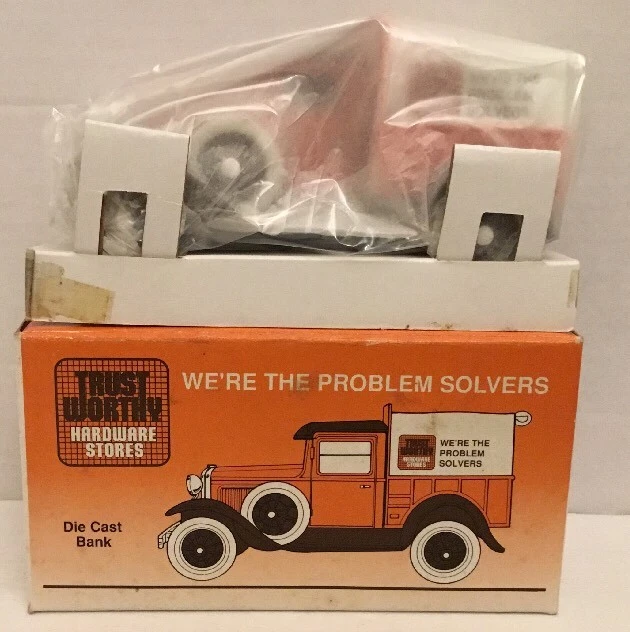 TRUST
WORTHY
HARDWARE
STORES
WE'RE THE PROBLEM SOLVERS
TRUST
WORTHY
HARDWARE
STORES
WE'RE THE
PROBLEM
SOLVERS
Die Cast
Bank